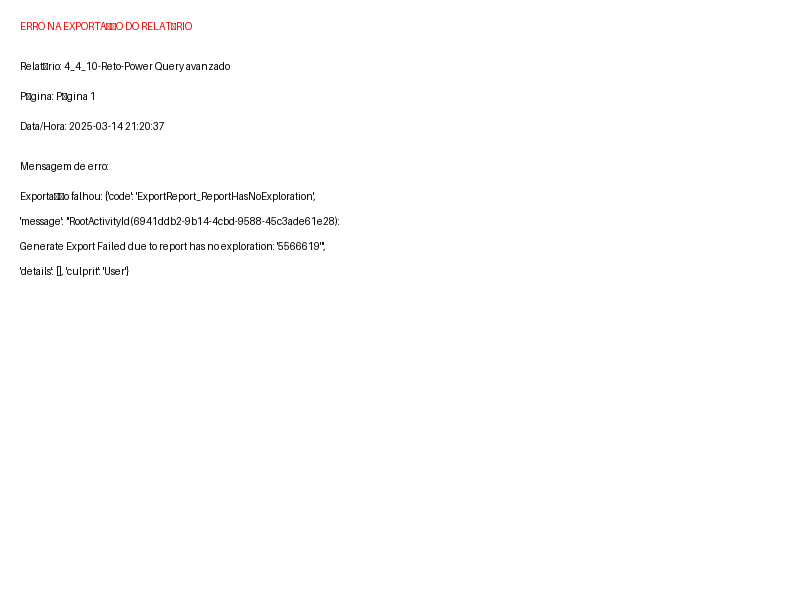 ERRO NA EXPORTA▯▯O DO RELAT▯RIO
Relat▯rio: 4_4_10-Reto-Power Query avanzado
P▯gina: P▯gina 1
Data/Hora: 2025-03-14 21:20:37
Mensagem de erro:
Exporta▯▯o falhou: {'code': 'ExportReport_ReportHasNoExploration',
'message': "RootActivityId(6941ddb2-9b14-4cbd-9588-45c3ade61e28):
Generate Export Failed due to report has no exploration: '5566619'",
'details': [], 'culprit': 'User'}